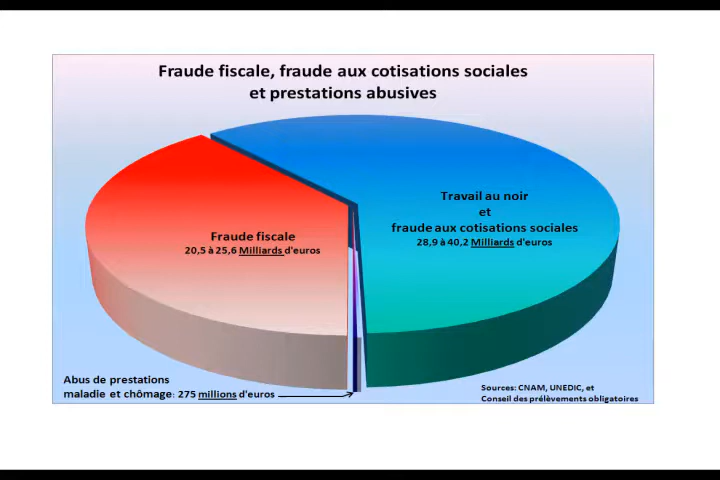 Fraude fiscale, fraude aux cotisations sociales
et prestations abusives
Travail au noir
et
fraude aux cotisations sociales
28,9 à 40,2 Milliards d'euros
Fraude fiscale
20,5 à 25,6 Milliards d'euros
Abus de prestations
maladie et chômage: 275 millions d'euros
Sources: CNAM, UNEDIC, et
Conseil des prélèvements obligatoires